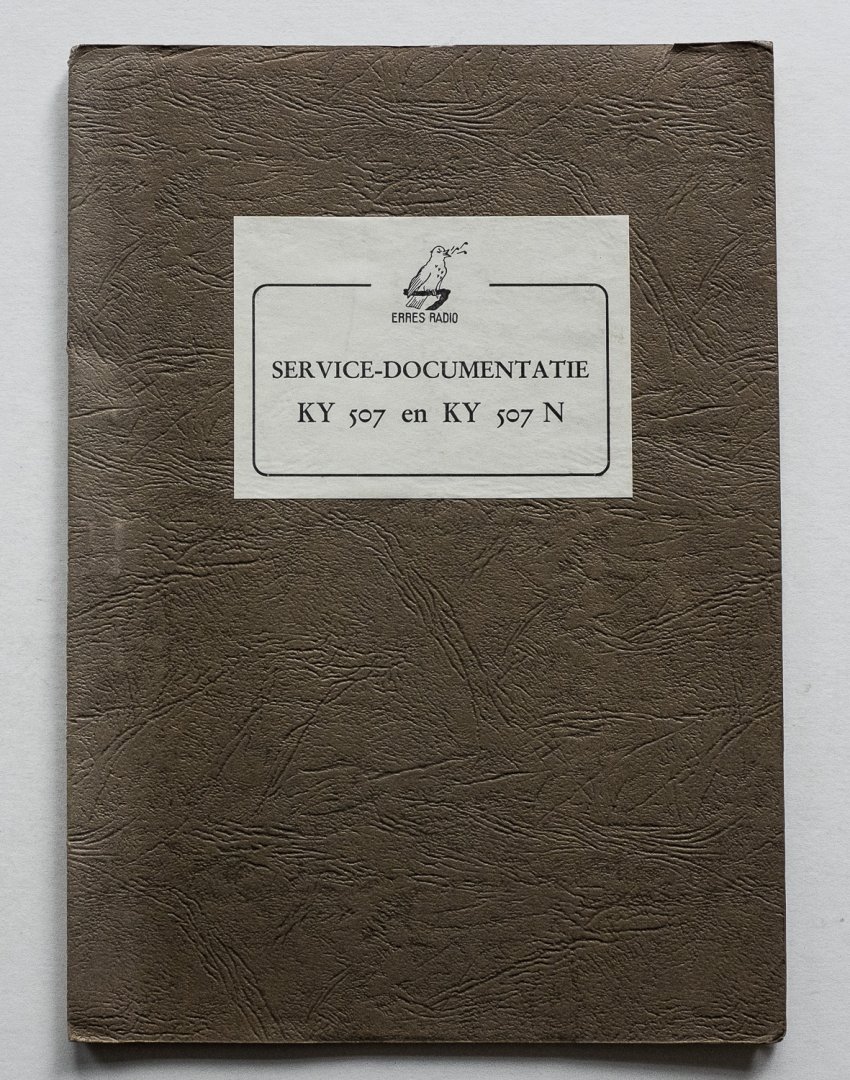 ERRES RADIO
SERVICE-DOCUMENTATIE
KY 507 en KY 507 N